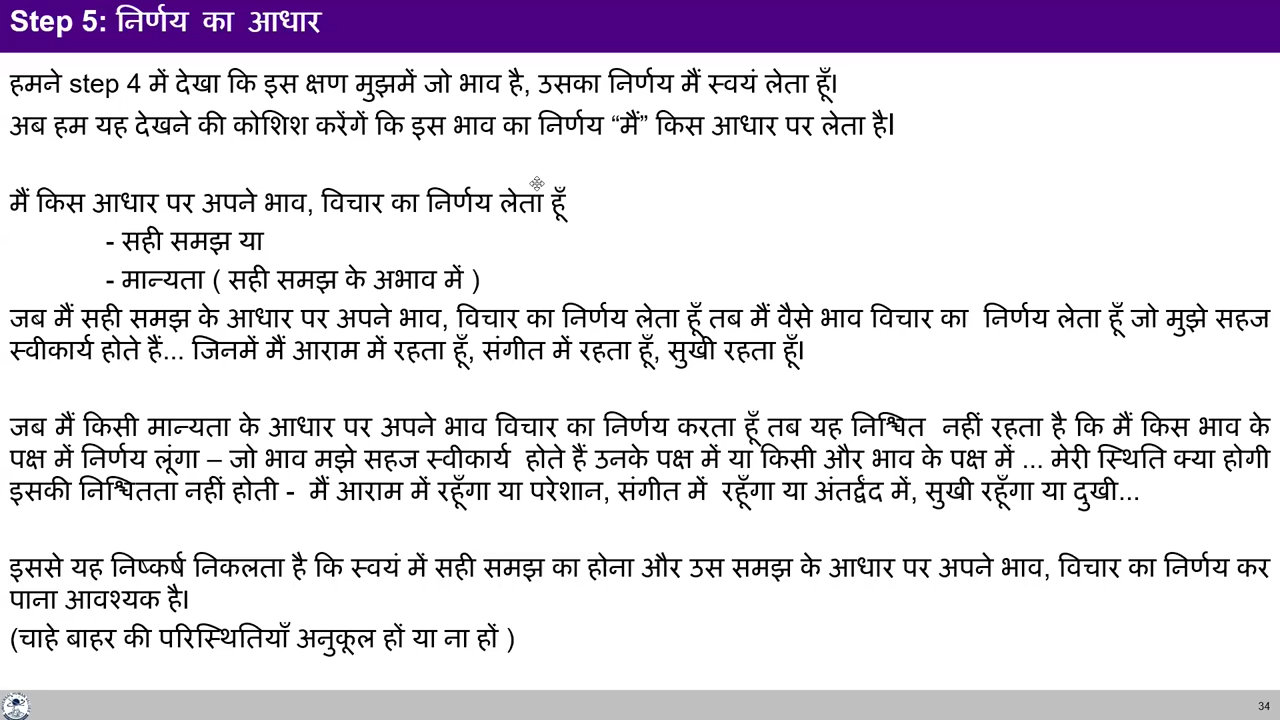 Step 5: निर्णय का आधार
हमने step 4 में देखा कि इस क्षण मुझमें जो भाव है, उसका निर्णय मैं स्वयं लेता हूँ।
अब हम यह देखने की कोशिश करेंगें कि इस भाव का निर्णय “मैं” किस आधार पर लेता है।
मैं किस आधार पर अपने भाव, विचार का निर्णय लेता हूँ
- सही समझ या
- मान्यता ( सही समझ के अभाव में )
जब मैं सही समझ के आधार पर अपने भाव, विचार का निर्णय लेता हूँ तब मैं वैसे भाव विचार का निर्णय लेता हूँ जो मुझे सहज
स्वीकार्य होते हैं... जिनमें मैं आराम में रहता हूँ, संगीत में रहता हूँ, सुखी रहता हूँ।
जब मैं किसी मान्यता के आधार पर अपने भाव विचार का निर्णय करता हूँ तब यह निश्चित नहीं रहता है कि मैं किस भाव के
पक्ष में निर्णय लूंगा – जो भाव मझे सहज स्वीकार्य होते हैं उनके पक्ष में या किसी और भाव के पक्ष में ... मेरी स्थिति क्या होगी
इसकी निश्चितता नहीं होती - मैं आराम में रहूँगा या परेशान, संगीत में रहूँगा या अंतर्द्वंद में, सुखी रहूँगा या दुखी...
इससे यह निष्कर्ष निकलता है कि स्वयं में सही समझ का होना और उस समझ के आधार पर अपने भाव, विचार का निर्णय कर
पाना आवश्यक है।
(चाहे बाहर की परिस्थितियाँ अनुकूल हों या ना हों )
34